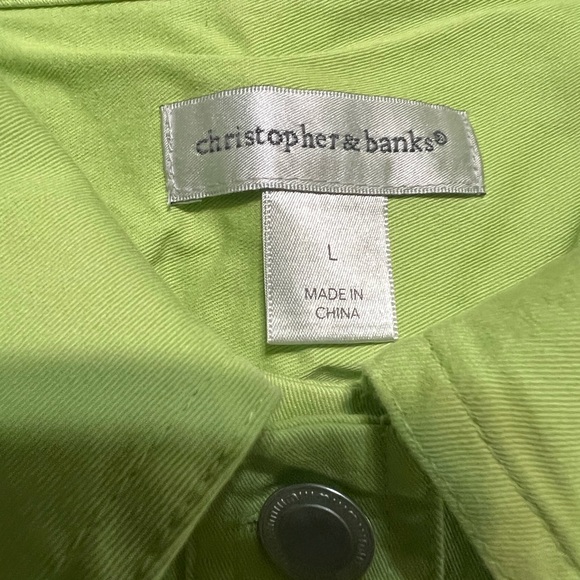 christopher & banks®
L
MADE IN
CHINA